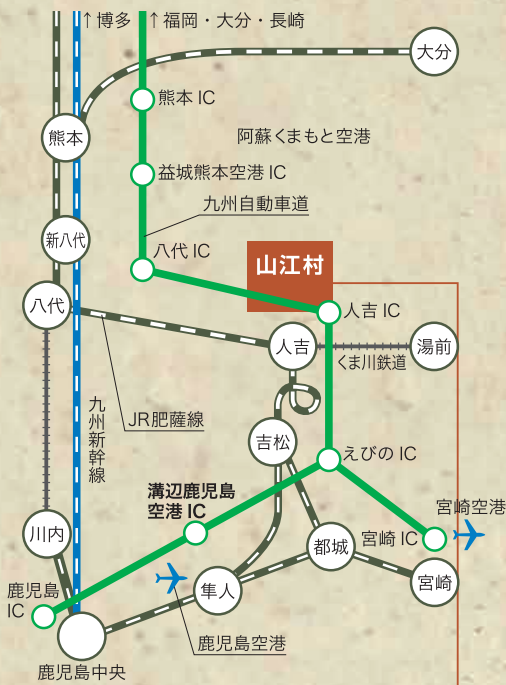 ↑博多
↑福岡・大分・長崎
大分
熊本 IC
熊本
阿蘇くまもと空港
益城熊本空港 IC
九州自動車道
新八代
八代 IC
山江村
八代
人吉 IC
人吉
湯前
くま川鉄道
JR肥薩線
九州新幹線
吉松
えびの IC
溝辺鹿児島
空港 IC
宮崎空港
川内
都城
宮崎 IC
鹿児島
IC
隼人
宮崎
鹿児島空港
鹿児島中央